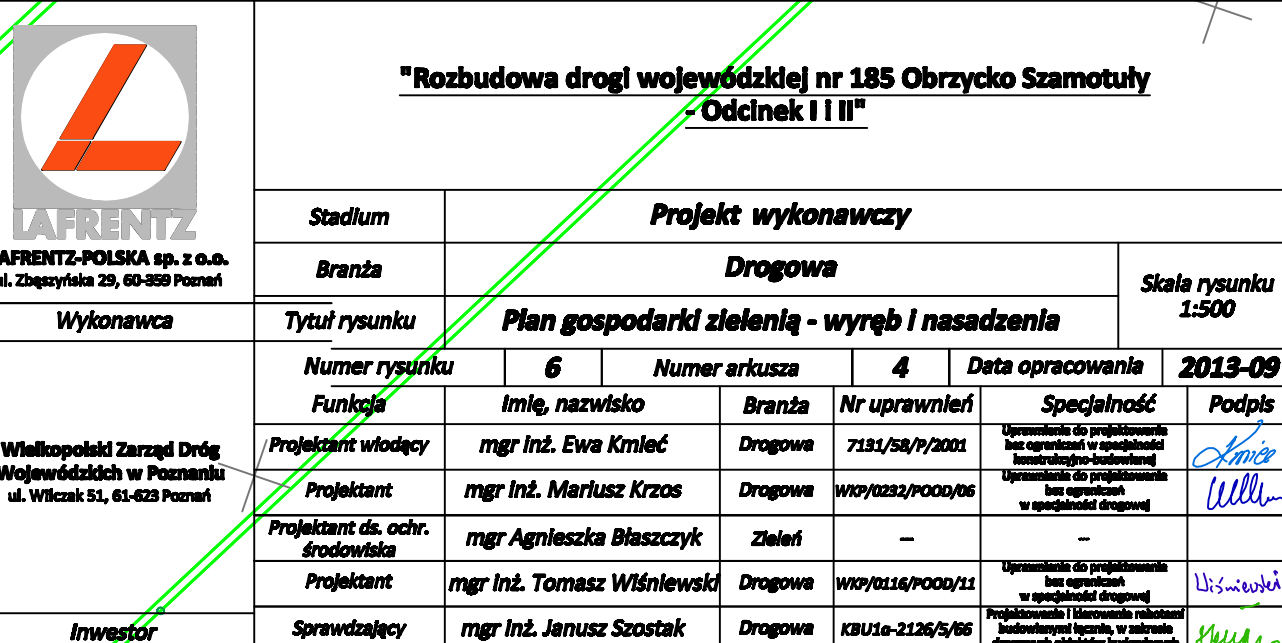 "Rozbudowa drogi wojewódzkiej nr 185 Obrzycko Szamotuły
- Odcinek I i II"
LAFRENTZ
AFRENTZ-POLSKA sp. z o.o.
ul. Zbąszyńska 29, 60-359 Poznań
Wykonawca
Stadium Projekt wykonawczy
Branża Drogowa
Skala rysunku
1:500
Tytuł rysunku Plan gospodarki zielenią - wyręb i nasadzenia
Numer rysunku 6 Numer arkusza 4 Data opracowania 2013-09
Funkcja Imię, nazwisko Branża Nr uprawnień Specjalność Podpis
Projektant wiodący mgr inż. Ewa Kmieć Drogowa 7131/58/P/2001
Uprawnienia do projektowania
bez ograniczeń w specjalności
konstrukcyjno-budowlanej
Kmieć
Projektant mgr inż. Mariusz Krzos Drogowa WKP/0232/POOD/06
Uprawnienia do projektowania
bez ograniczeń
w specjalności drogowej
Projektant ds. ochr.
środowiska
mgr Agnieszka Błaszczyk Zieleń --- ---
Projektant mgr inż. Tomasz Wiśniewski Drogowa WKP/0116/POOD/11
Uprawnienia do projektowania
bez ograniczeń
w specjalności drogowej
Wiśniewski
Sprawdzający mgr inż. Janusz Szostak Drogowa KBU1a-2126/5/66
Projektowanie i kierowanie robotami
budowlanymi łącznie, w zakresie
Wielkopolski Zarząd Dróg
Wojewódzkich w Poznaniu
ul. Wilczak 51, 61-623 Poznań
Inwestor